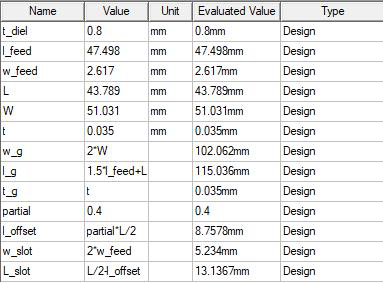 Name Value Unit Evaluated Value Type
t_diel 0.8 mm 0.8mm Design
l_feed 47.498 mm 47.498mm Design
w_feed 2.617 mm 2.617mm Design
L 43.789 mm 43.789mm Design
W 51.031 mm 51.031mm Design
t 0.035 mm 0.035mm Design
w_g 2*W 102.062mm Design
l_g 1.5*l_feed+L 115.036mm Design
t_g t 0.035mm Design
partial 0.4 0.4 Design
l_offset partial*L/2 8.7578mm Design
w_slot 2*w_feed 5.234mm Design
L_slot L/2-l_offset 13.1367mm Design